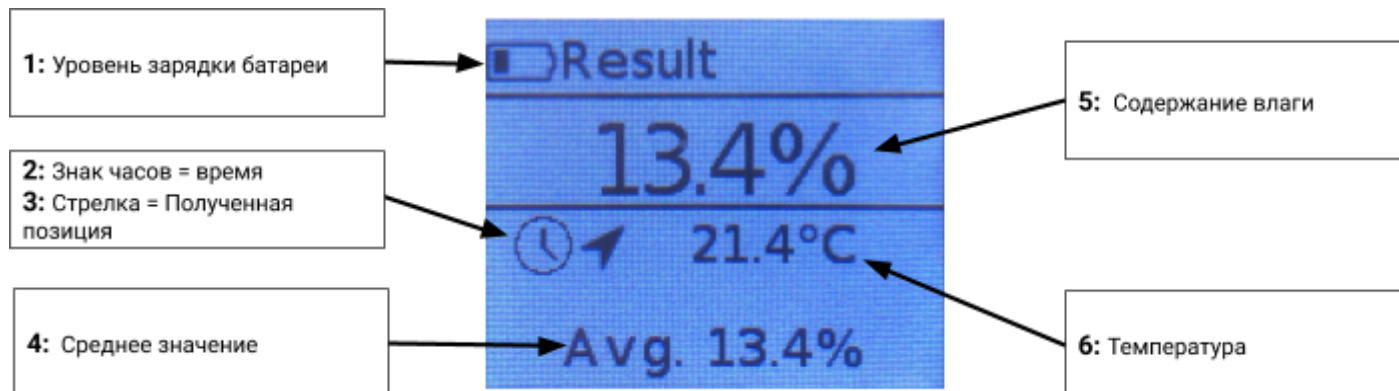 1: Уровень зарядки батареи
2: Знак часов = время
3: Стрелка = Полученная
позиция
4: Среднее значение
Result
13.4%
21.4°C
Avg. 13.4%
5: Содержание влаги
6: Температура